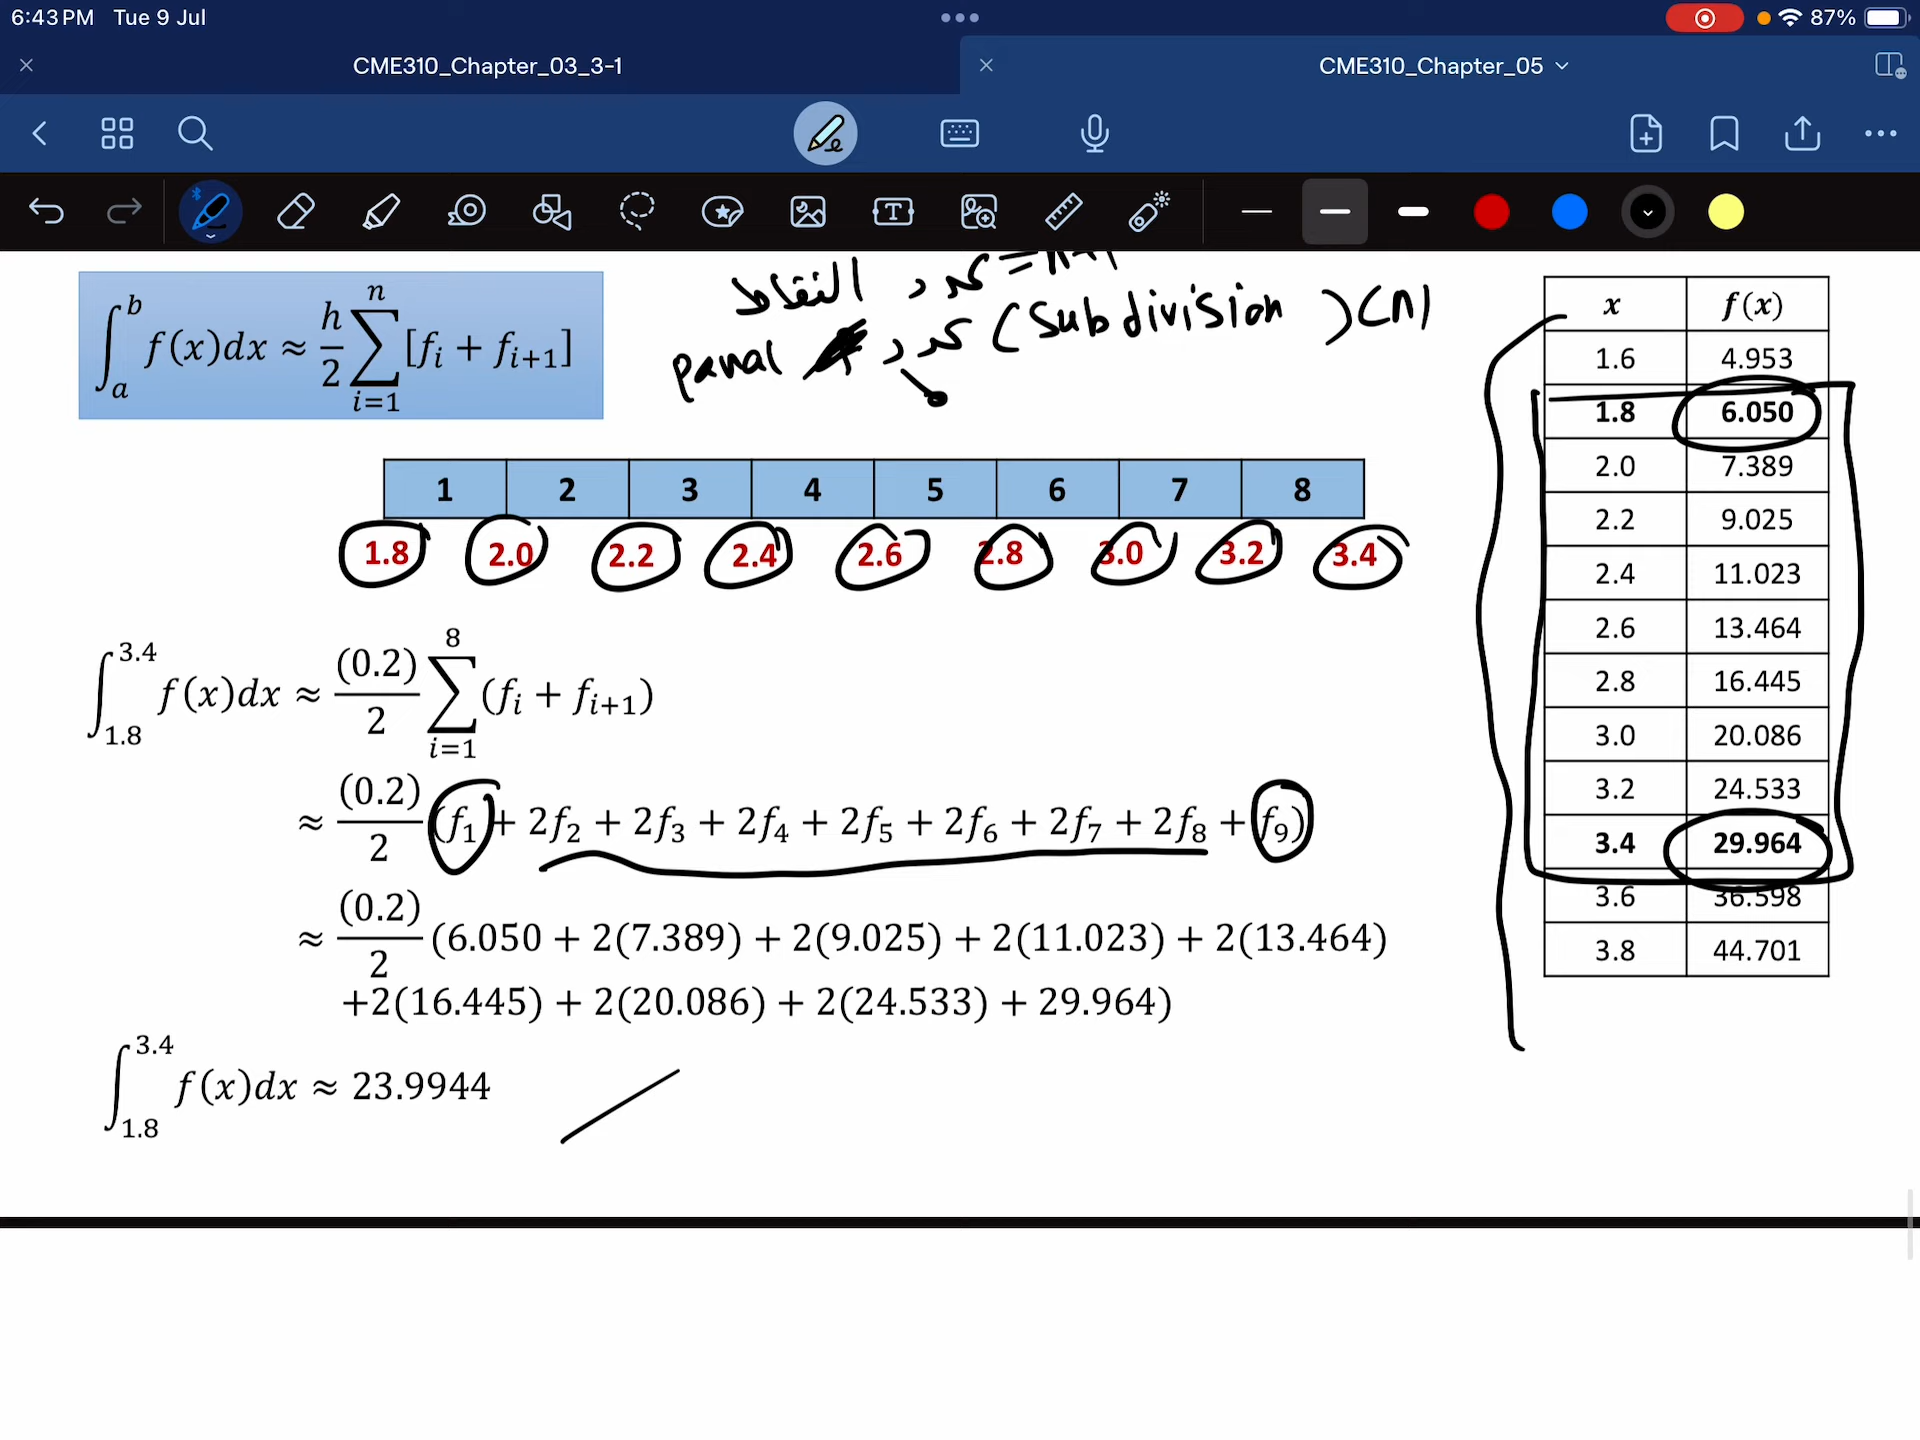 6:43 PM Tue 9 Jul 87%
CME310_Chapter_03_3-1 CME310_Chapter_05
∫_a^b f(x)dx ≈ h/2 ∑_{i=1}^{n} [f_i + f_{i+1}]
عدد النقاط = n+1
panal عدد (Subdivision) (n)
1 2 3 4 5 6 7 8
1.8 2.0 2.2 2.4 2.6 2.8 3.0 3.2 3.4
∫_{1.8}^{3.4} f(x)dx ≈ (0.2)/2 ∑_{i=1}^{8} (f_i + f_{i+1})
≈ (0.2)/2 (f_1 + 2f_2 + 2f_3 + 2f_4 + 2f_5 + 2f_6 + 2f_7 + 2f_8 + f_9)
≈ (0.2)/2 (6.050 + 2(7.389) + 2(9.025) + 2(11.023) + 2(13.464)
+2(16.445) + 2(20.086) + 2(24.533) + 29.964)
∫_{1.8}^{3.4} f(x)dx ≈ 23.9944
x f(x)
1.6 4.953
1.8 6.050
2.0 7.389
2.2 9.025
2.4 11.023
2.6 13.464
2.8 16.445
3.0 20.086
3.2 24.533
3.4 29.964
3.6 36.598
3.8 44.701